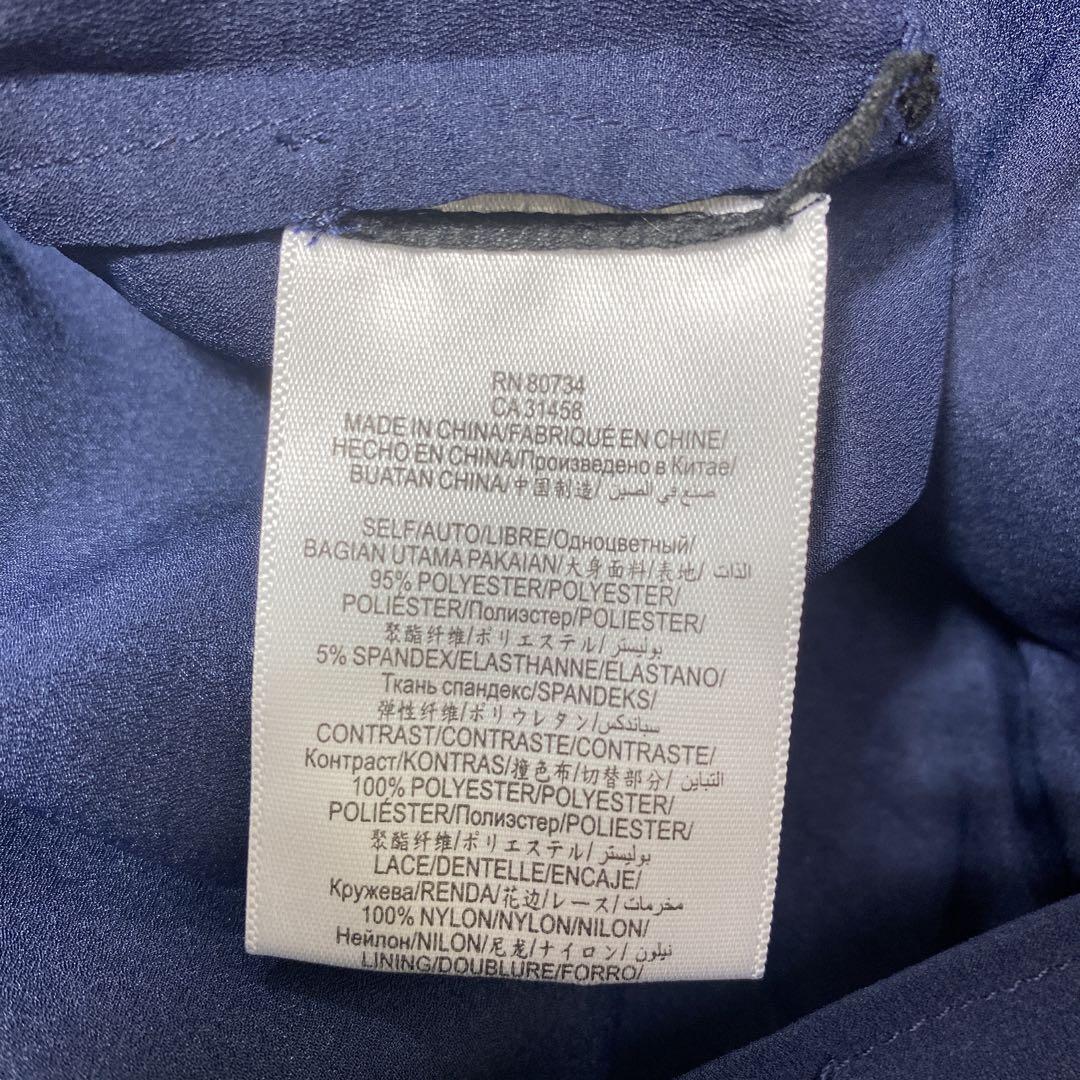 RN 80734
CA 31458
MADE IN CHINA/FABRIQUÉ EN CHINE/
HECHO EN CHINA/Произведено в Китае/
BUATAN CHINA/中国制造/ صنع في الصين
SELF/AUTO/LIBRE/Одноцветный/
BAGIAN UTAMA PAKAIAN/大身面料/表地/ الذات
95% POLYESTER/POLYESTER/
POLIÉSTER/Полиэстер/POLIESTER/
聚酯纤维/ポリエステル/ بوليستر
5% SPANDEX/ELASTHANNE/ELASTANO/
Ткань спандекс/SPANDEKS/
弹性纤维/ポリウレタン/ سباندكس
CONTRAST/CONTRASTE/CONTRASTE/
Контраст/KONTRAS/撞色布/切替部分/ التباين
100% POLYESTER/POLYESTER/
POLIÉSTER/Полиэстер/POLIESTER/
聚酯纤维/ポリエステル/ بوليستر
LACE/DENTELLE/ENCAJE/
Кружева/RENDA/花边/レース/ مخرمات
100% NYLON/NYLON/NILON/
Нейлон/NILON/尼龙/ナイロン/ نيلون
LINING/DOUBLURE/FORRO/